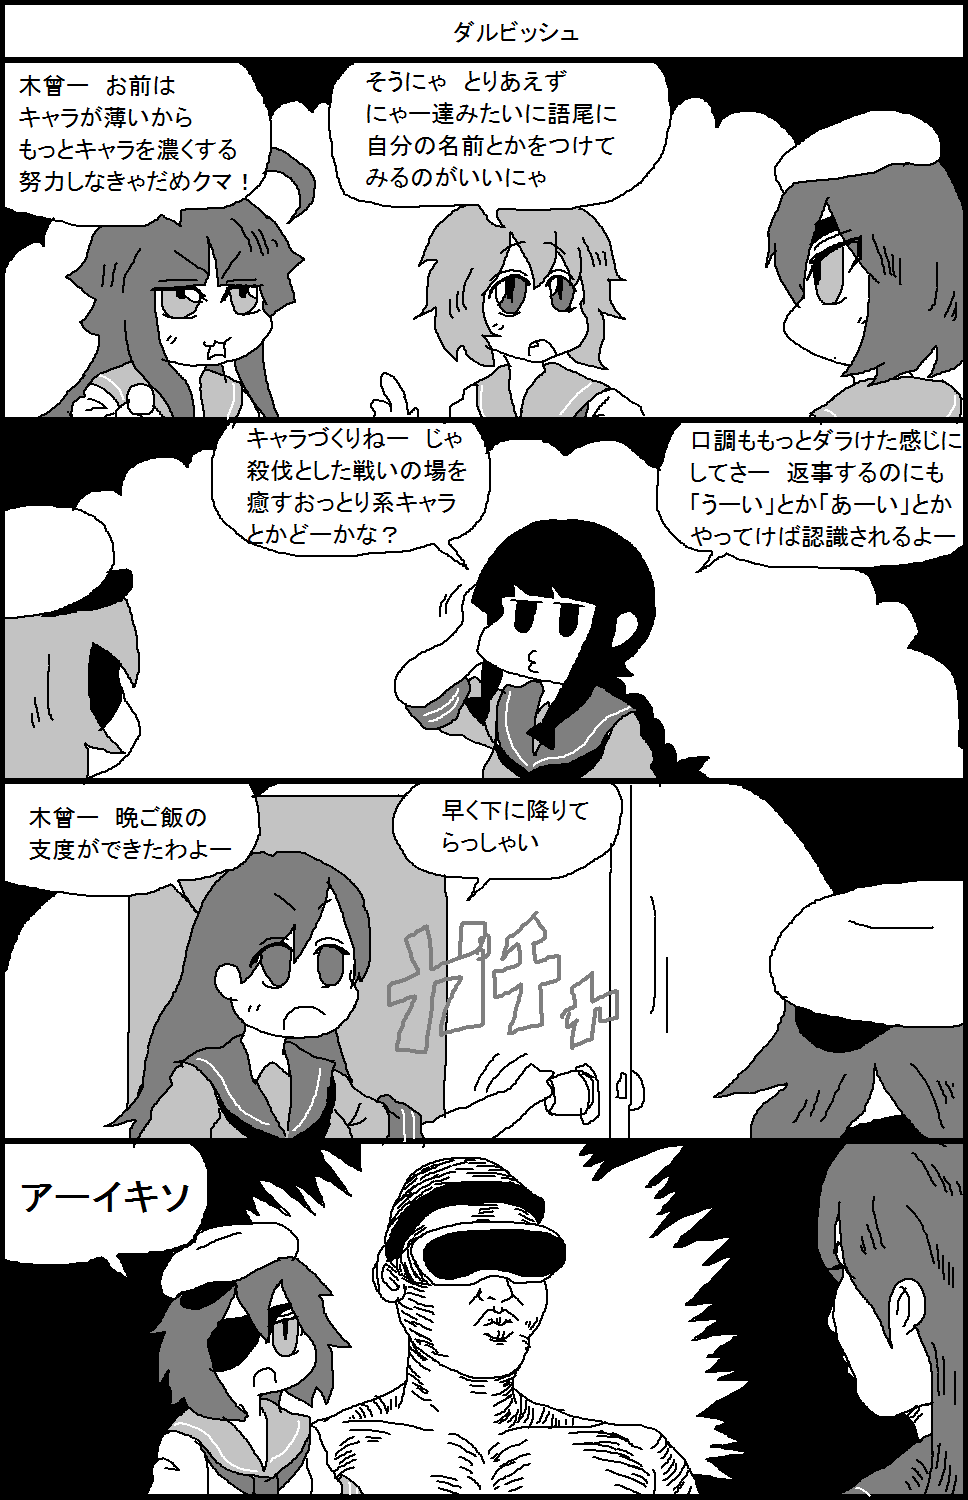 ダルビッシュ
木曾ー お前は
キャラが薄いから
もっとキャラを濃くする
努力しなきゃだめクマ！
そうにゃ とりあえず
にゃー達みたいに語尾に
自分の名前とかをつけて
みるのがいいにゃ
キャラづくりねー じゃ
殺伐とした戦いの場を
癒すおっとり系キャラ
とかどーかな？
口調ももっとダラけた感じに
してさー 返事するのにも
「うーい」とか「あーい」とか
やってけば認識されるよー
木曾ー 晩ご飯の
支度ができたわよー
早く下に降りて
らっしゃい
ガチャ
アーイキソ